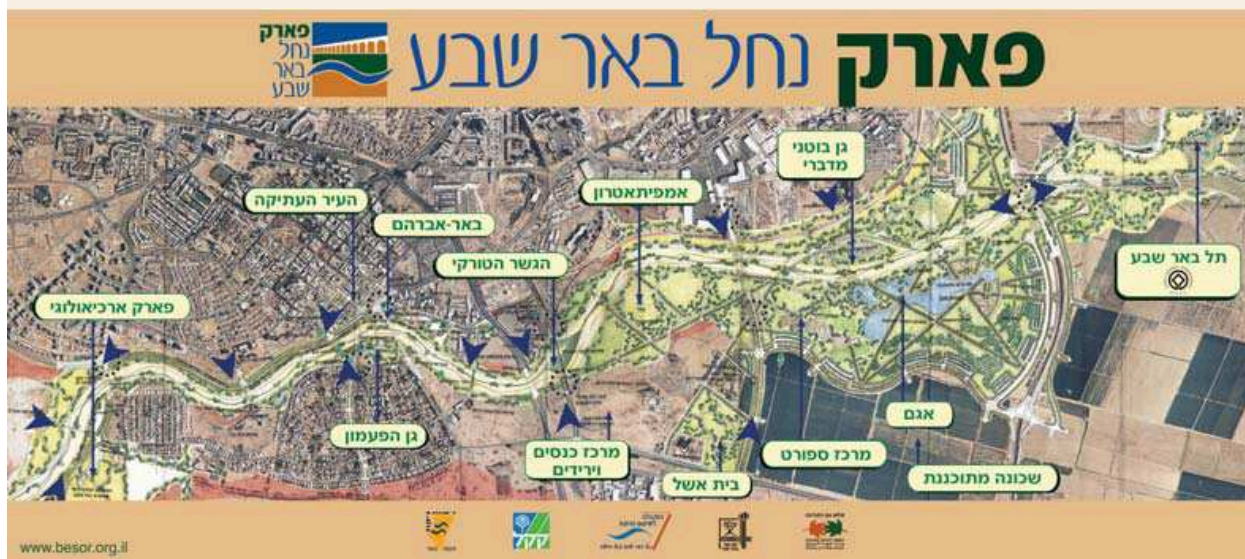 פארק נחל באר שבע
פארק
נחל
באר
שבע
גן בוטני
מדברי
אמפיתאטרון
העיר העתיקה
באר-אברהם
הגשר הטורקי
תל באר שבע
פארק ארכיאולוגי
גן הפעמון
מרכז כנסים
וירידים
בית אשל
מרכז ספורט
אגם
שכונה מתוכננת
קקל
www.besor.org.il